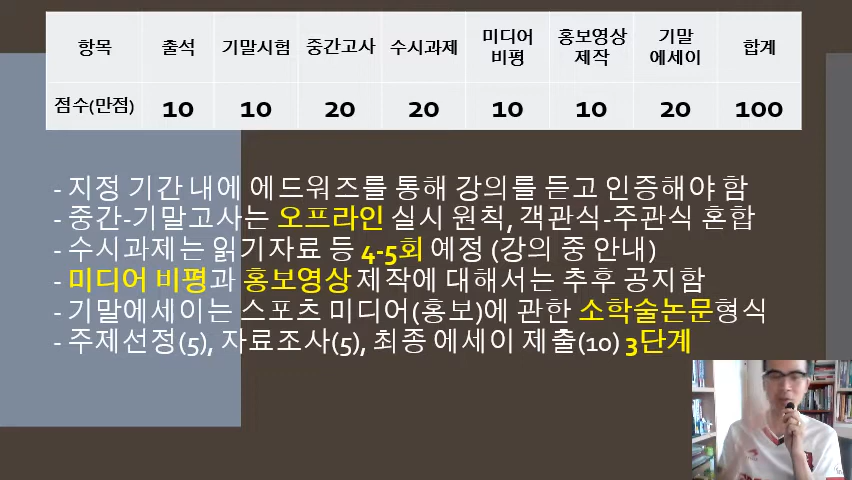 항목 출석 기말시험 중간고사 수시과제 미디어 비평 홍보영상 제작 기말 에세이 합계
점수(만점) 10 10 20 20 10 10 20 100
- 지정 기간 내에 에드워즈를 통해 강의를 듣고 인증해야 함
- 중간-기말고사는 오프라인 실시 원칙, 객관식-주관식 혼합
- 수시과제는 읽기자료 등 4-5회 예정 (강의 중 안내)
- 미디어 비평과 홍보영상 제작에 대해서는 추후 공지함
- 기말에세이는 스포츠 미디어(홍보)에 관한 소학술논문형식
- 주제선정(5), 자료조사(5), 최종 에세이 제출(10) 3단계